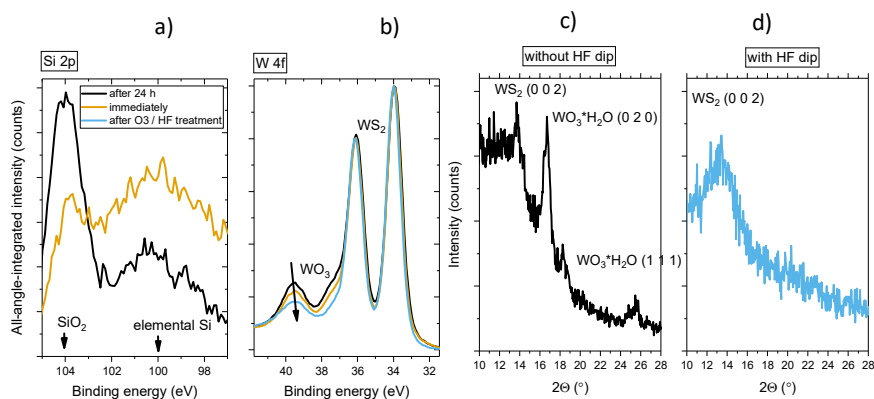 a)
b)
c)
d)
Si 2p
after 24 h
immediately
after O3 / HF treatment
SiO₂
elemental Si
All-angle-integrated intensity (counts)
104 102 100 98
Binding energy (eV)
W 4f
WS₂
WO₃
40 38 36 34 32
Binding energy (eV)
without HF dip
WS₂ (0 0 2)
WO₃*H₂O (0 2 0)
WO₃*H₂O (1 1 1)
Intensity (counts)
10 12 14 16 18 20 22 24 26 28
2Θ (°)
with HF dip
WS₂ (0 0 2)
10 12 14 16 18 20 22 24 26 28
2Θ (°)